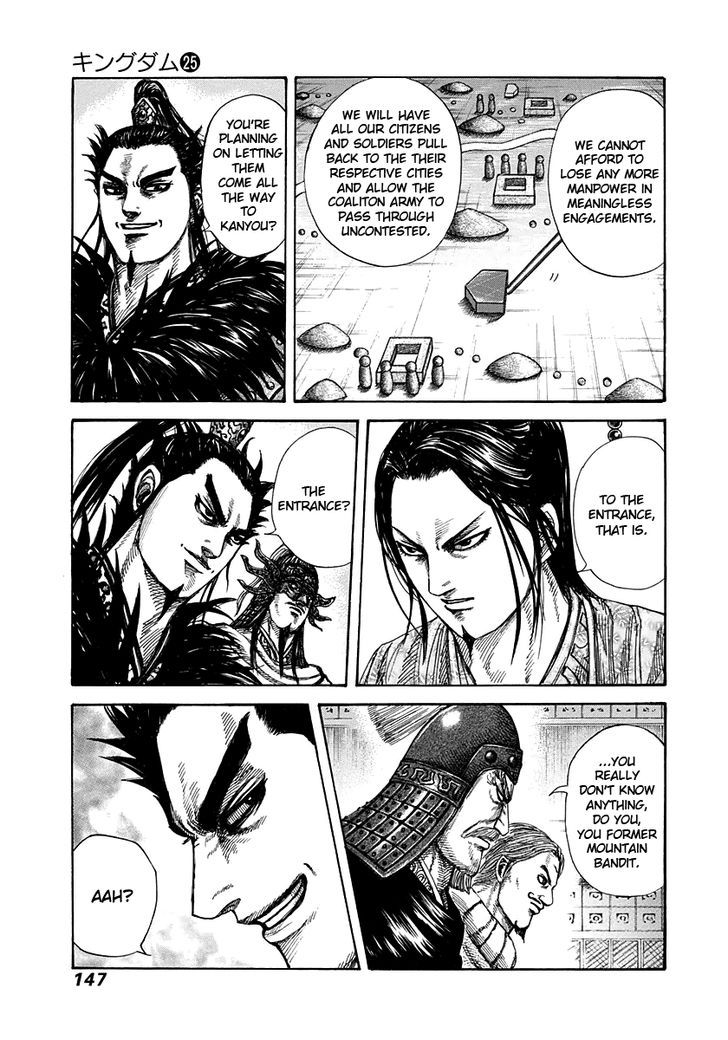 キングダム25
WE CANNOT
AFFORD TO
LOSE ANY MORE
MANPOWER IN
MEANINGLESS
ENGAGEMENTS.
WE WILL HAVE
ALL OUR CITIZENS
AND SOLDIERS PULL
BACK TO THE THEIR
RESPECTIVE CITIES
AND ALLOW THE
COALITON ARMY TO
PASS THROUGH
UNCONTESTED.
YOU'RE
PLANNING
ON LETTING
THEM
COME ALL
THE WAY
TO
KANYOU?
TO THE
ENTRANCE,
THAT IS.
THE
ENTRANCE?
...YOU
REALLY
DON'T KNOW
ANYTHING,
DO YOU,
YOU FORMER
MOUNTAIN
BANDIT.
AAH?
147